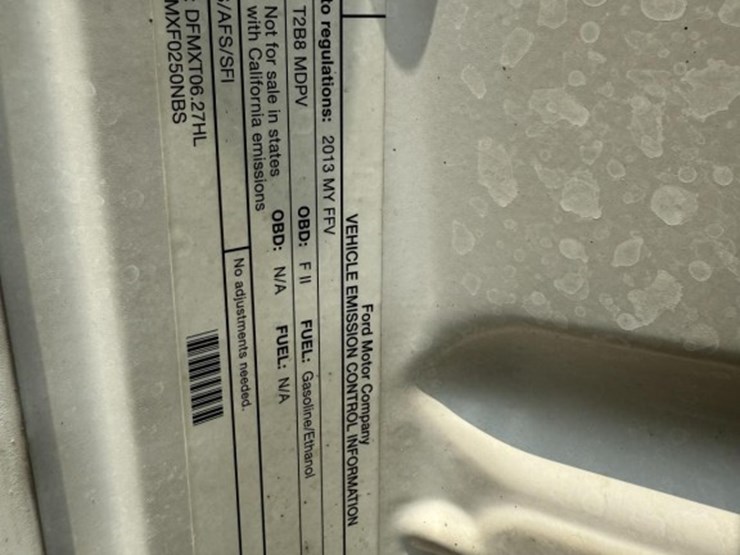 Ford Motor Company
VEHICLE EMISSION CONTROL INFORMATION
to regulations: 2013 MY FFV
T2B8 MDPV OBD: F II FUEL: Gasoline/Ethanol
Not for sale in states
with California emissions
OBD: N/A FUEL: N/A
/AFS/SFI
No adjustments needed.
: DFMXT06.27HL
MXF0250NBS